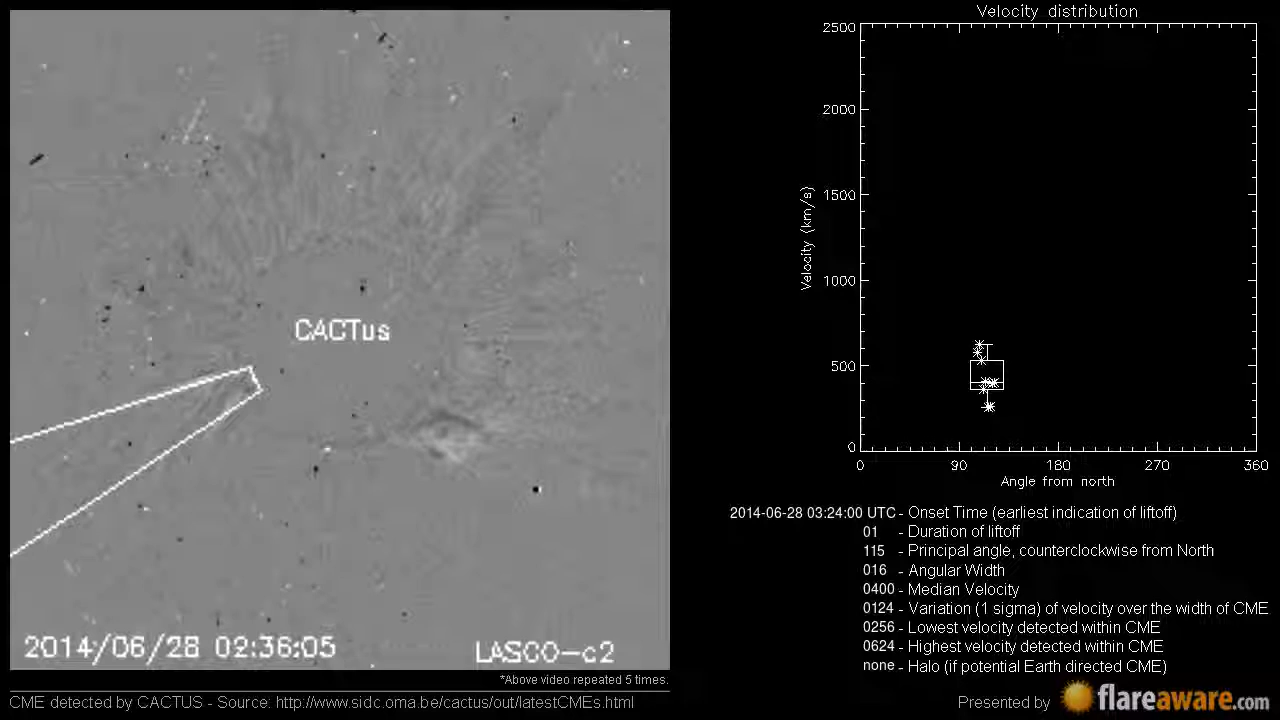 CACTus
2014/06/28 02:36:05
LASCO-c2
*Above video repeated 5 times.
CME detected by CACTUS - Source: http://www.sidc.oma.be/cactus/out/latestCMEs.html
Velocity distribution
2500
2000
1500
1000
500
0
Velocity (km/s)
0 90 180 270 360
Angle from north
2014-06-28 03:24:00 UTC - Onset Time (earliest indication of liftoff)
01 - Duration of liftoff
115 - Principal angle, counterclockwise from North
016 - Angular Width
0400 - Median Velocity
0124 - Variation (1 sigma) of velocity over the width of CME
0256 - Lowest velocity detected within CME
0624 - Highest velocity detected within CME
none - Halo (if potential Earth directed CME)
Presented by flareaware.com